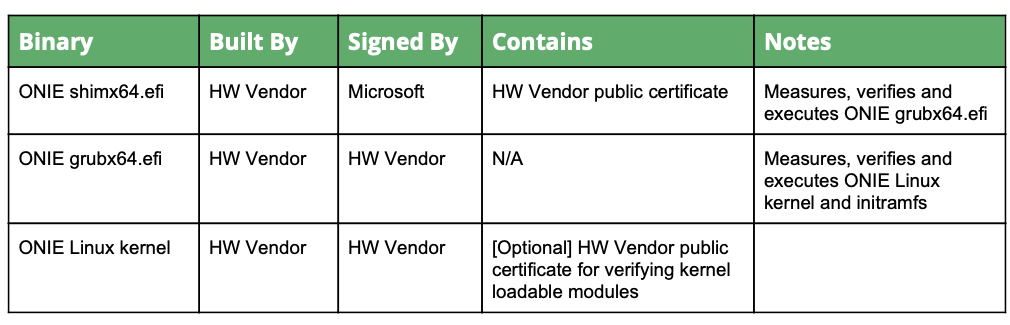 Binary Built By Signed By Contains Notes
ONIE shimx64.efi HW Vendor Microsoft HW Vendor public certificate Measures, verifies and
executes ONIE grubx64.efi
ONIE grubx64.efi HW Vendor HW Vendor N/A Measures, verifies and
executes ONIE Linux
kernel and initramfs
ONIE Linux kernel HW Vendor HW Vendor [Optional] HW Vendor public
certificate for verifying kernel
loadable modules